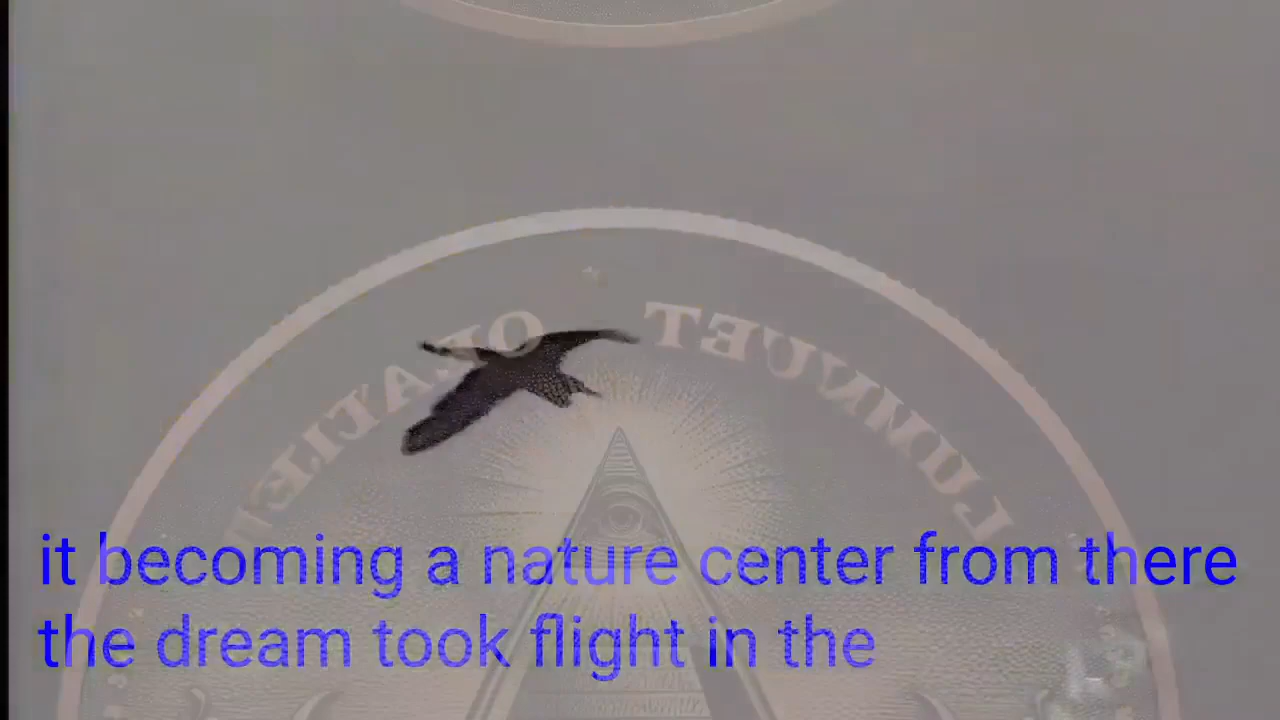 it becoming a nature center from there
the dream took flight in the